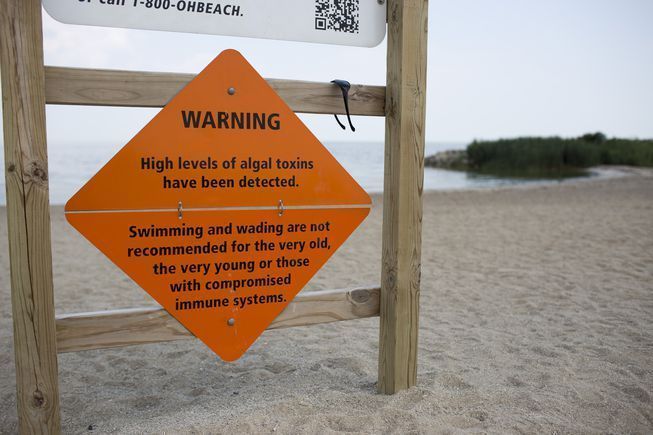 or call 1-800-OHBEACH.
WARNING
High levels of algal toxins
have been detected.
Swimming and wading are not
recommended for the very old,
the very young or those
with compromised
immune systems.